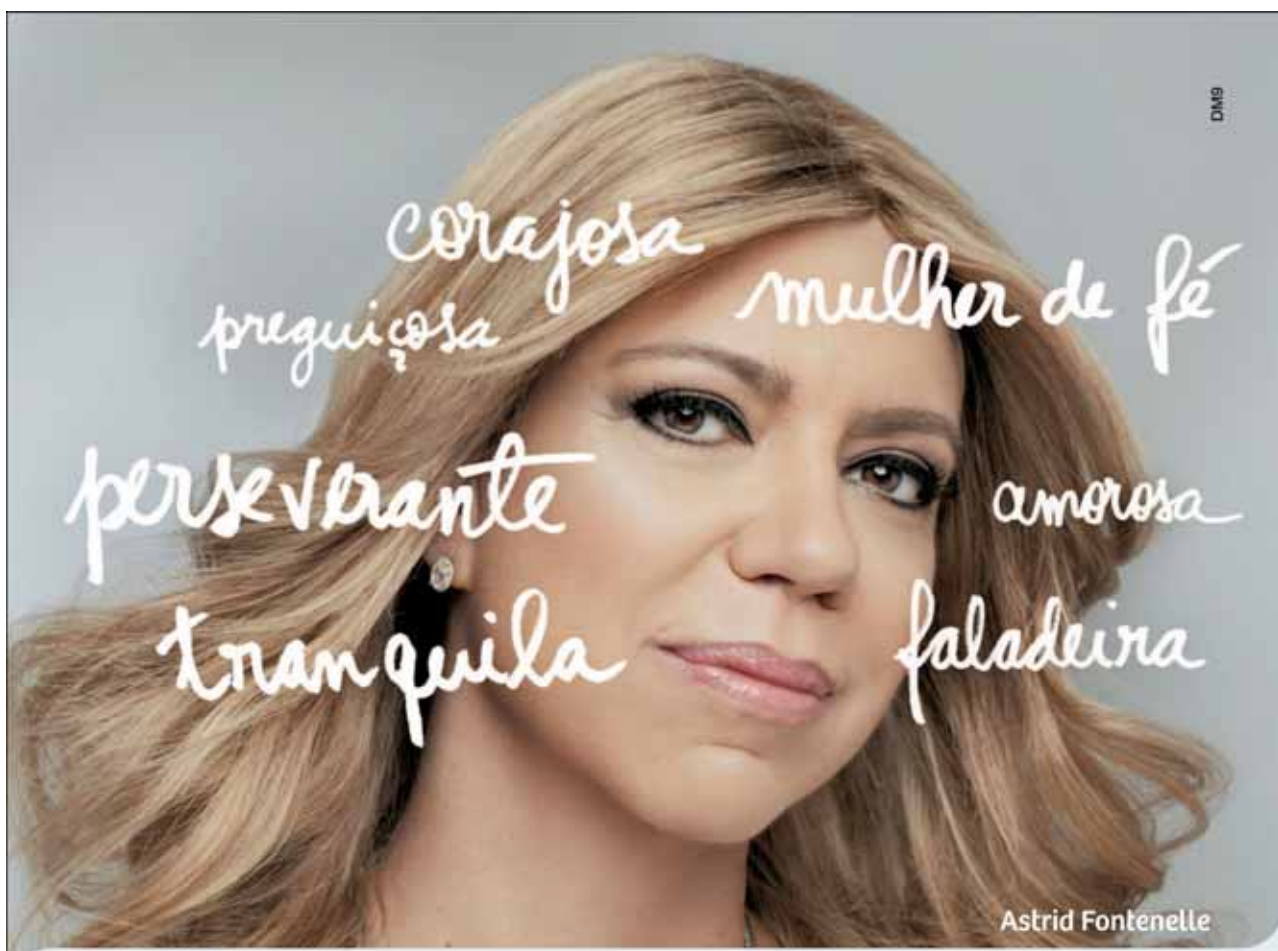 DM9
corajosa
mulher de fé
preguiçosa
perseverante
amorosa
tranquila
faladeira
Astrid Fontenelle